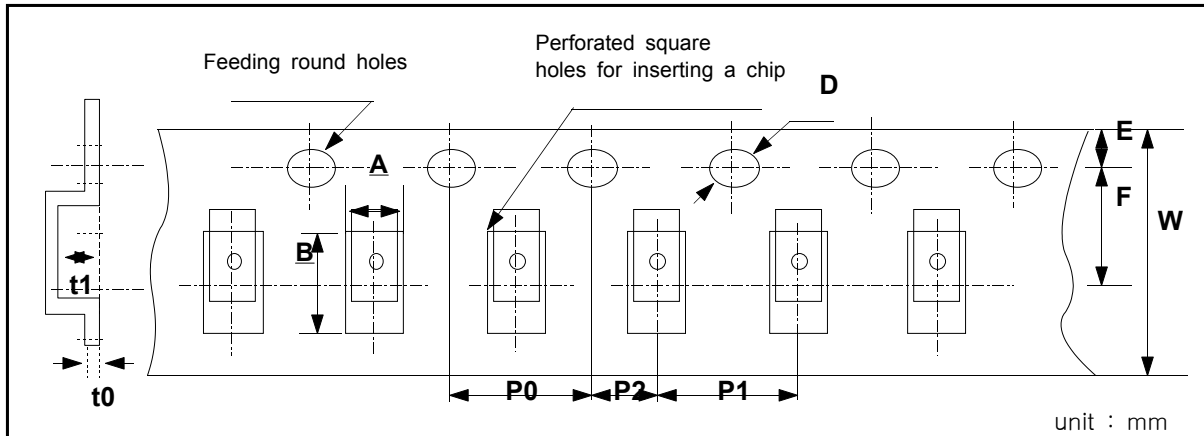 Feeding round holes
Perforated square
holes for inserting a chip
D
E
A
F
W
B
t1
t0
P0
P2
P1
unit : mm